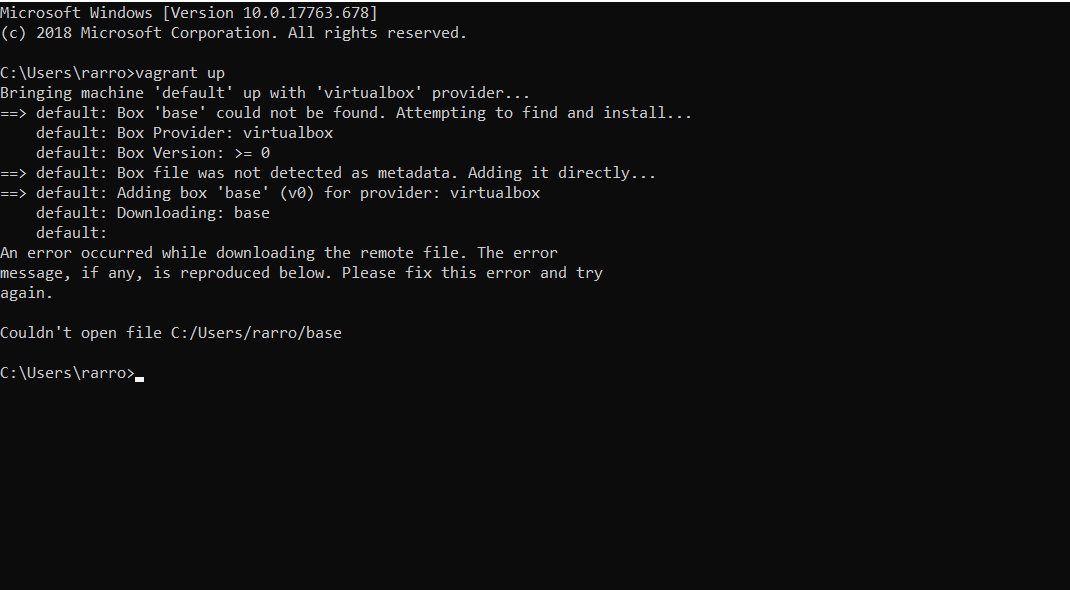 Microsoft Windows [Version 10.0.17763.678]
(c) 2018 Microsoft Corporation. All rights reserved.
C:\Users\rarro>vagrant up
Bringing machine 'default' up with 'virtualbox' provider...
==> default: Box 'base' could not be found. Attempting to find and install...
    default: Box Provider: virtualbox
    default: Box Version: >= 0
==> default: Box file was not detected as metadata. Adding it directly...
==> default: Adding box 'base' (v0) for provider: virtualbox
    default: Downloading: base
    default:
An error occurred while downloading the remote file. The error
message, if any, is reproduced below. Please fix this error and try
again.
Couldn't open file C:/Users/rarro/base
C:\Users\rarro>